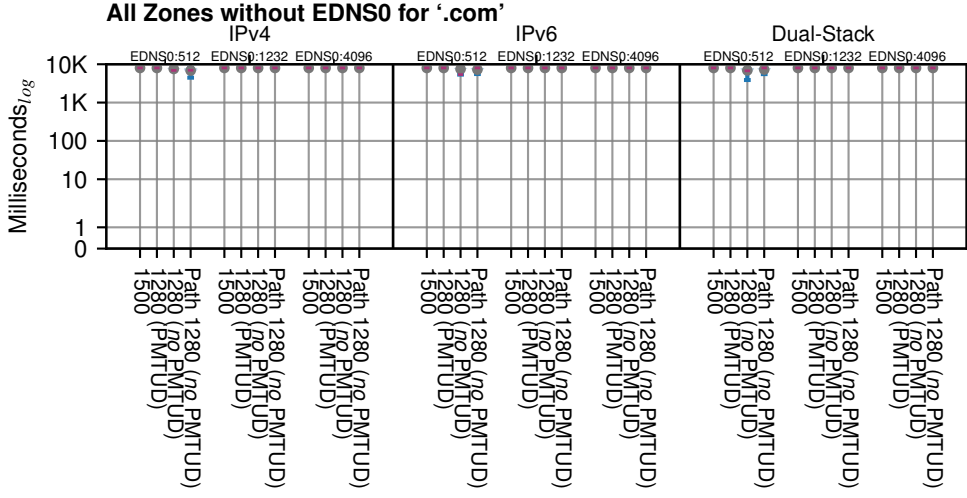 All Zones without EDNS0 for ‘.com’
IPv4 IPv6 Dual-Stack
EDNS0:512 EDNS0:1232 EDNS0:4096 EDNS0:512 EDNS0:1232 EDNS0:4096 EDNS0:512 EDNS0:1232 EDNS0:4096
Milliseconds_log
10K
1K
100
10
1
0
1500
1280 (PMTUD)
1280 (no PMTUD)
Path 1280 (no PMTUD)
1500
1280 (PMTUD)
1280 (no PMTUD)
Path 1280 (no PMTUD)
1500
1280 (PMTUD)
1280 (no PMTUD)
Path 1280 (no PMTUD)
1500
1280 (PMTUD)
1280 (no PMTUD)
Path 1280 (no PMTUD)
1500
1280 (PMTUD)
1280 (no PMTUD)
Path 1280 (no PMTUD)
1500
1280 (PMTUD)
1280 (no PMTUD)
Path 1280 (no PMTUD)
1500
1280 (PMTUD)
1280 (no PMTUD)
Path 1280 (no PMTUD)
1500
1280 (PMTUD)
1280 (no PMTUD)
Path 1280 (no PMTUD)
1500
1280 (PMTUD)
1280 (no PMTUD)
Path 1280 (no PMTUD)